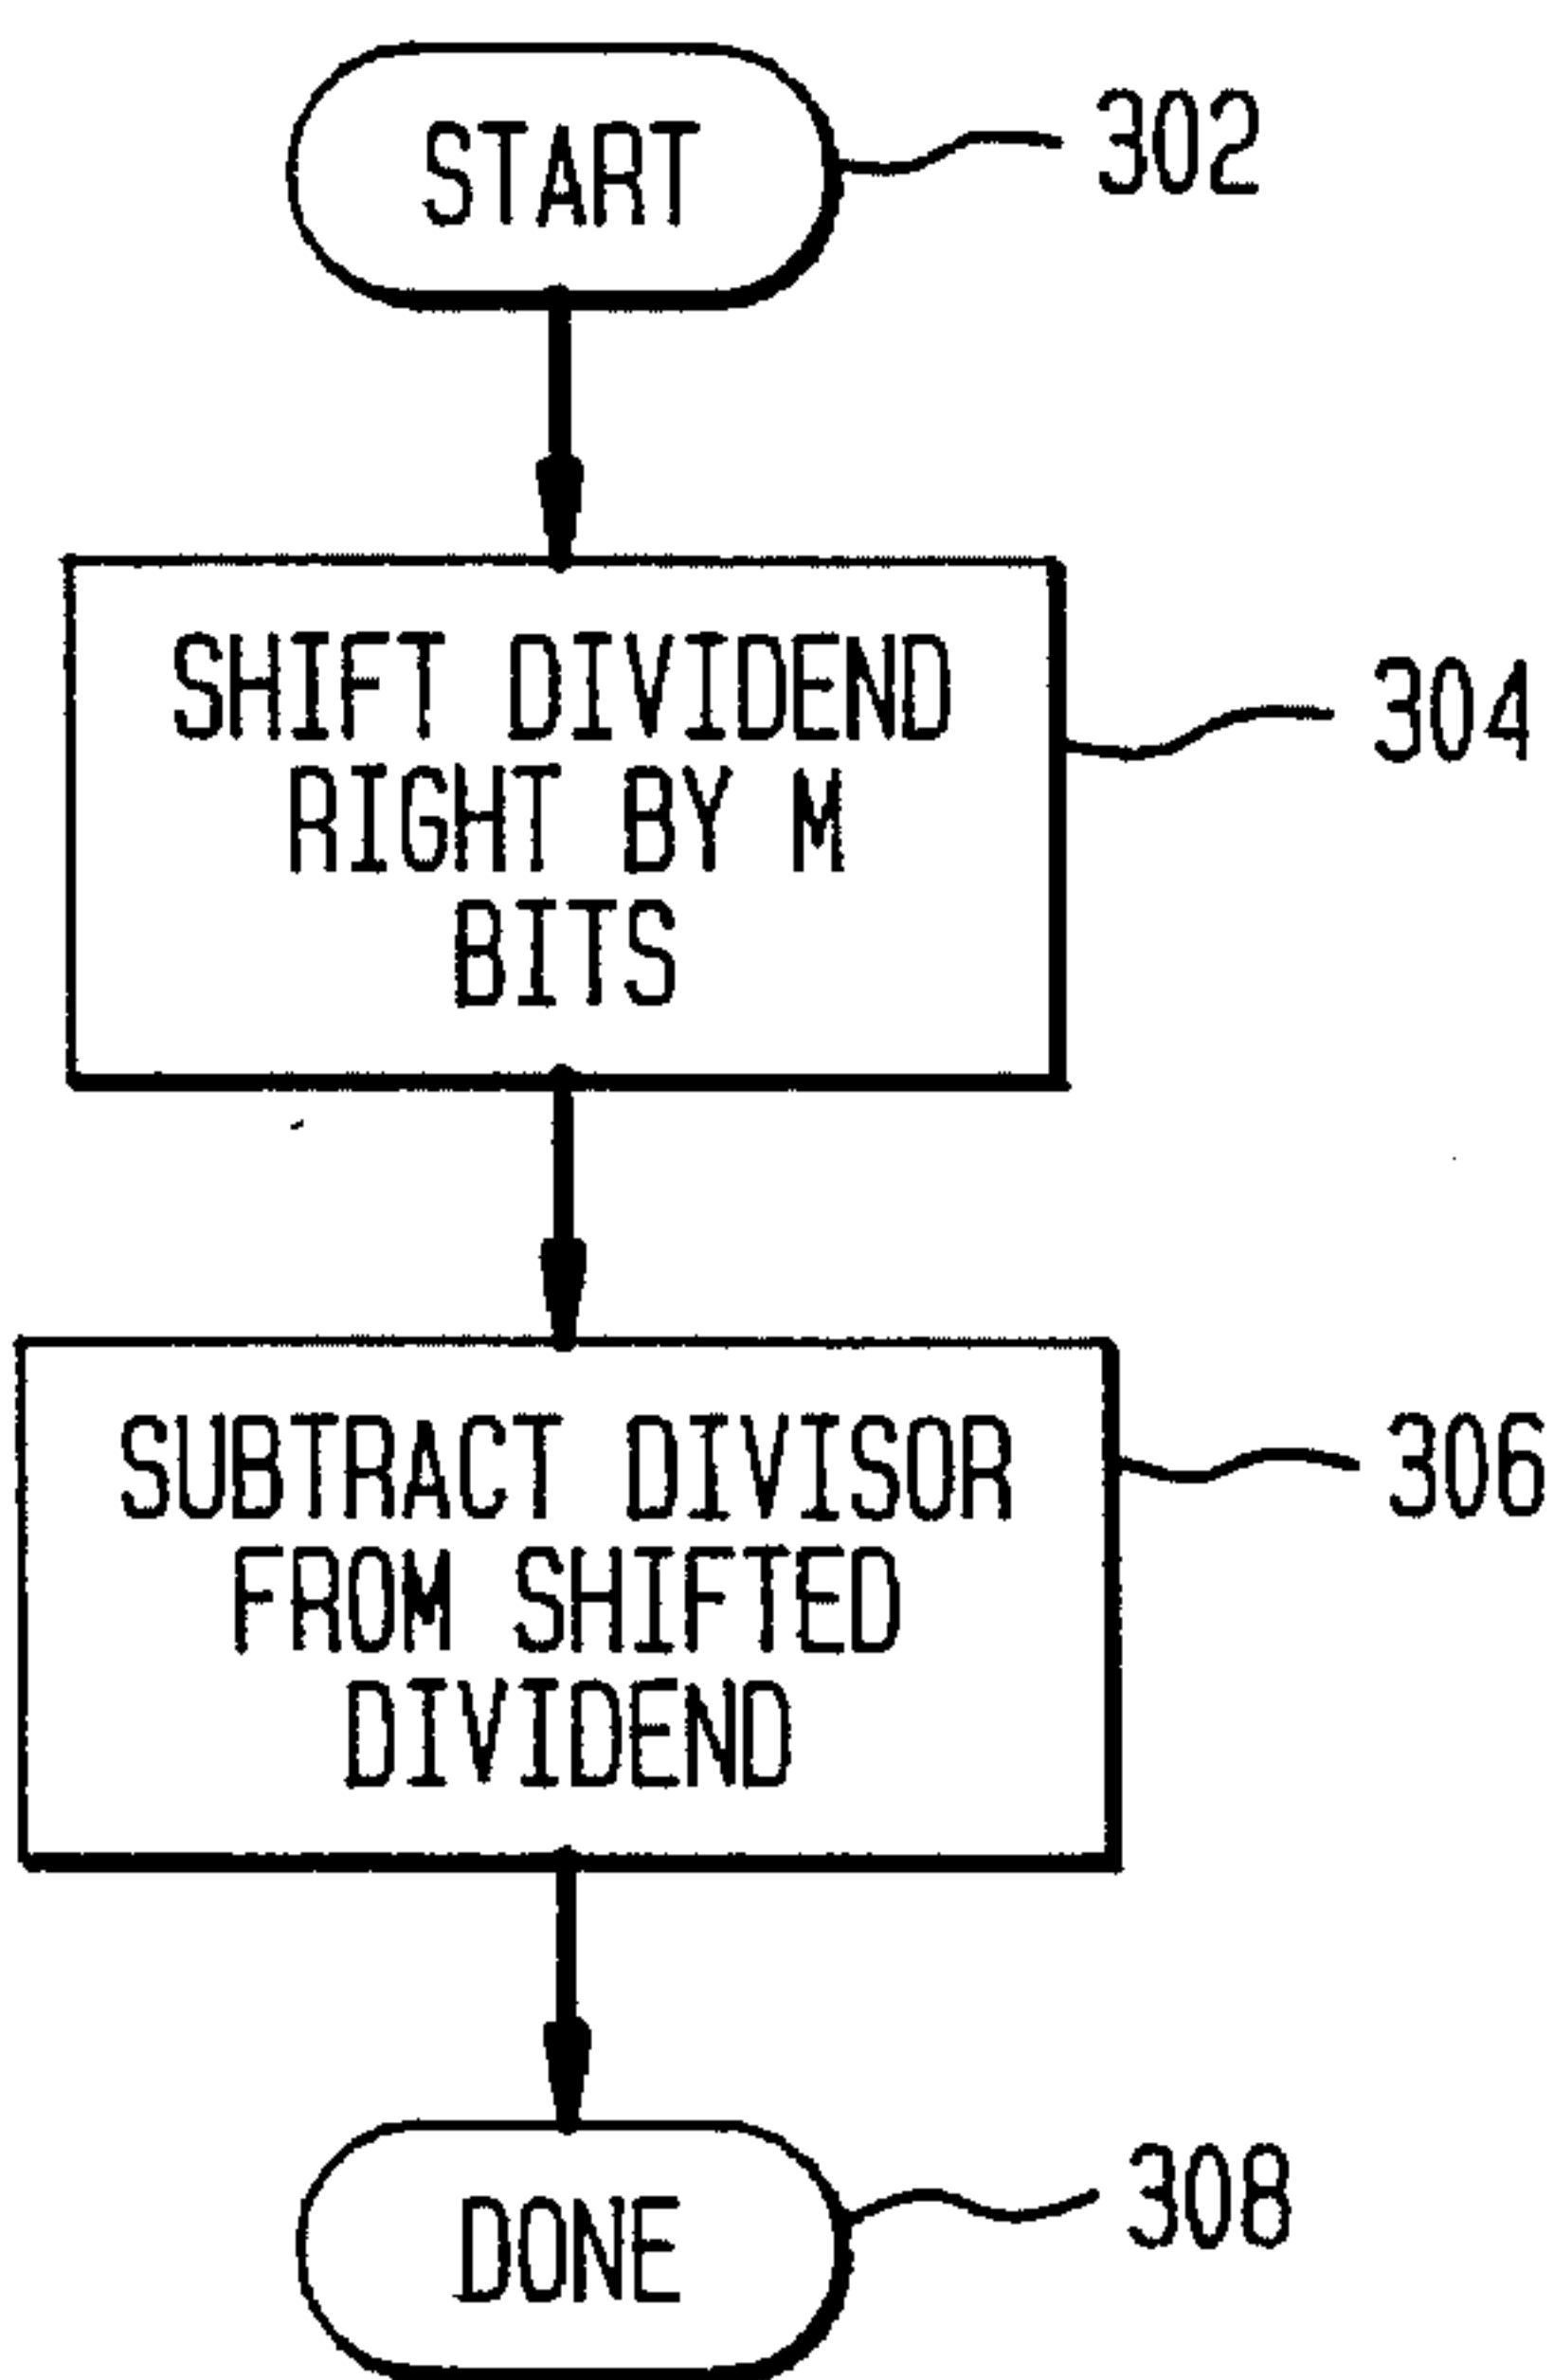 START
302
SHIFT DIVIDEND
RIGHT BY M
BITS
304
SUBTRACT DIVISOR
FROM SHIFTED
DIVIDEND
306
DONE
308